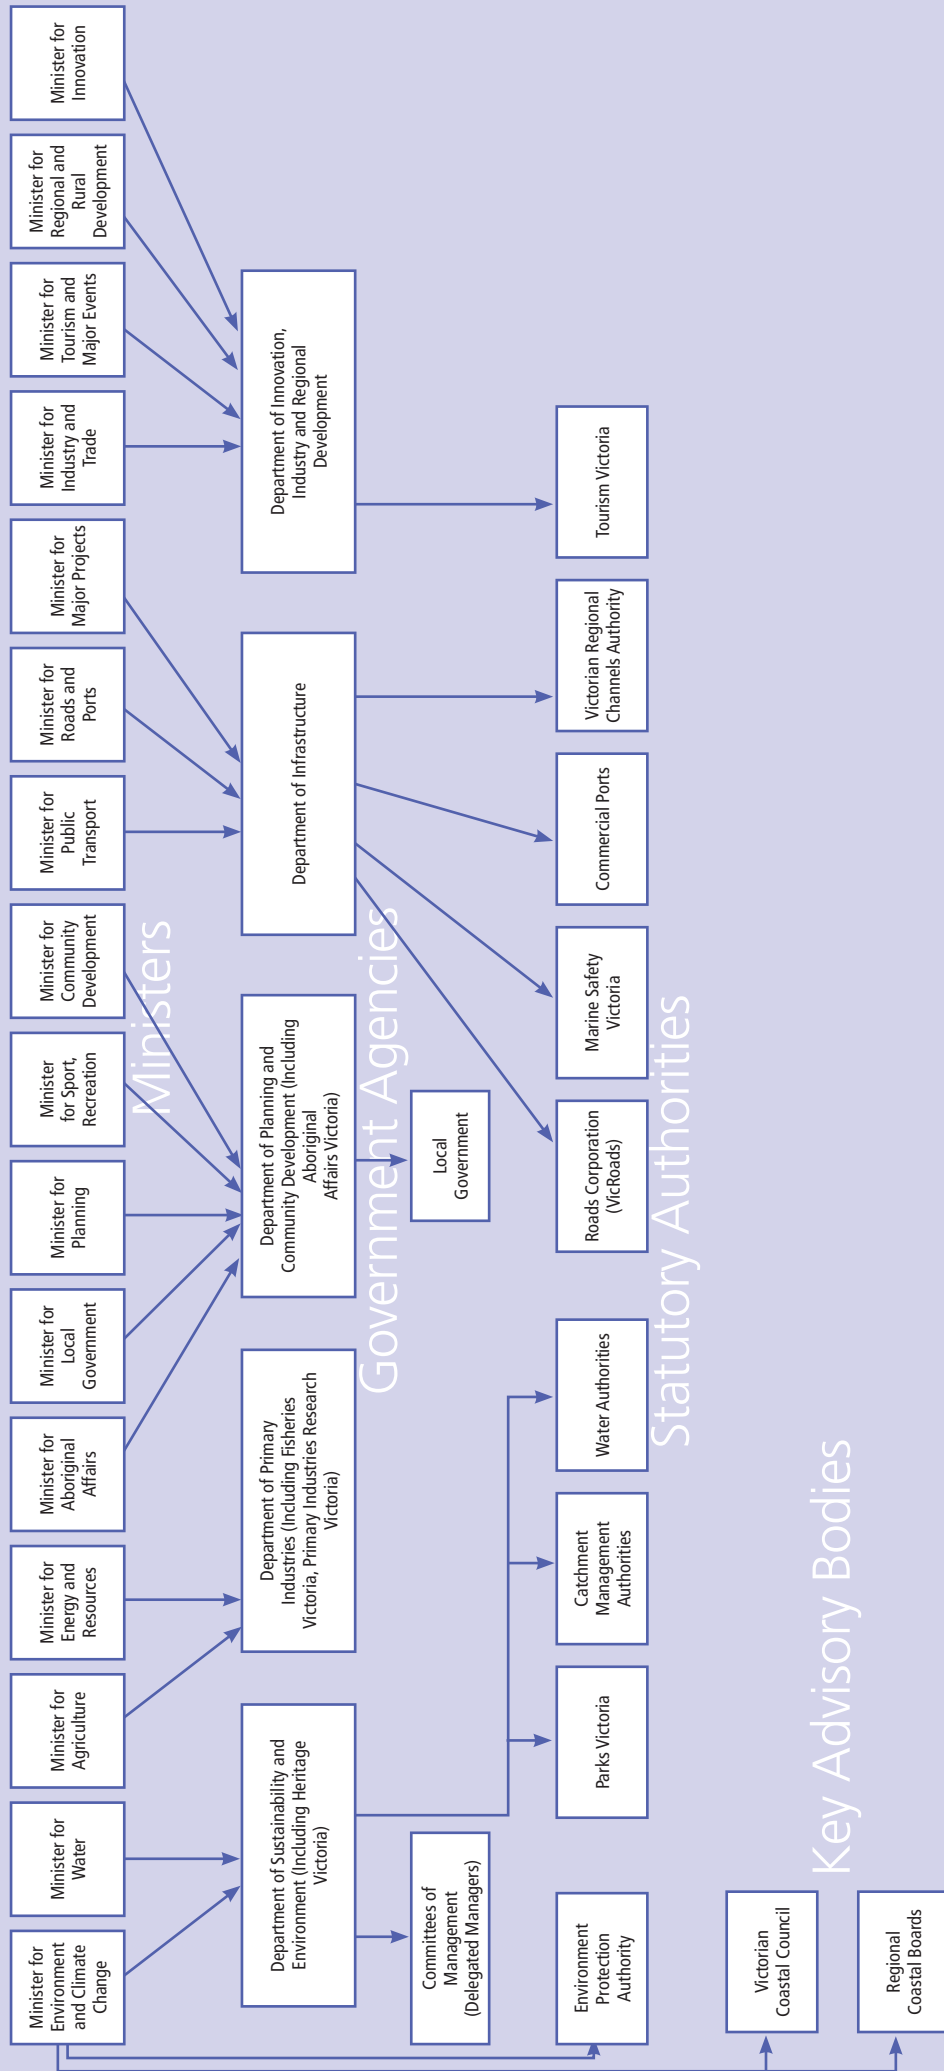 Minister for
Environment
and Climate
Change
Minister for
Water
Minister for
Agriculture
Minister for
Energy and
Resources
Minister for
Aboriginal
Affairs
Minister for
Local
Government
Minister for
Planning
Minister
for Sport,
Recreation
Minister for
Community
Development
Minister for
Public
Transport
Minister for
Roads and
Ports
Minister for
Major Projects
Minister for
Industry and
Trade
Minister for
Tourism and
Major Events
Minister for
Regional and
Rural
Development
Minister for
Innovation
Ministers
Department of Sustainability and
Environment (Including Heritage
Victoria)
Department of Primary
Industries (Including Fisheries
Victoria, Primary Industries Research
Victoria)
Department of Planning and
Community Development (Including
Aboriginal
Affairs Victoria)
Department of Infrastructure
Department of Innovation,
Industry and Regional
Development
Government Agencies
Committees of
Management
(Delegated Managers)
Local
Government
Environment
Protection
Authority
Parks Victoria
Catchment
Management
Authorities
Water Authorities
Roads Corporation
(VicRoads)
Marine Safety
Victoria
Commercial Ports
Victorian Regional
Channels Authority
Tourism Victoria
Statutory Authorities
Victorian
Coastal Council
Key Advisory Bodies
Regional
Coastal Boards